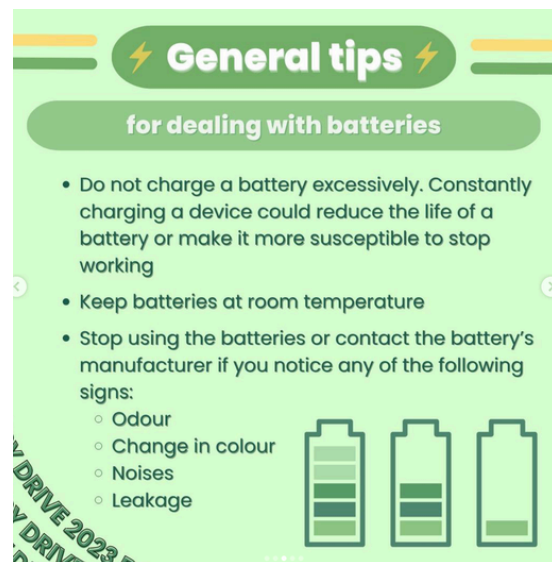 General tips
for dealing with batteries
Do not charge a battery excessively. Constantly
charging a device could reduce the life of a
battery or make it more susceptible to stop
working
Keep batteries at room temperature
Stop using the batteries or contact the battery's
manufacturer if you notice any of the following
signs:
Odour
Change in colour
Noises
Leakage
Y DRIVE 2023
Y DRIVE